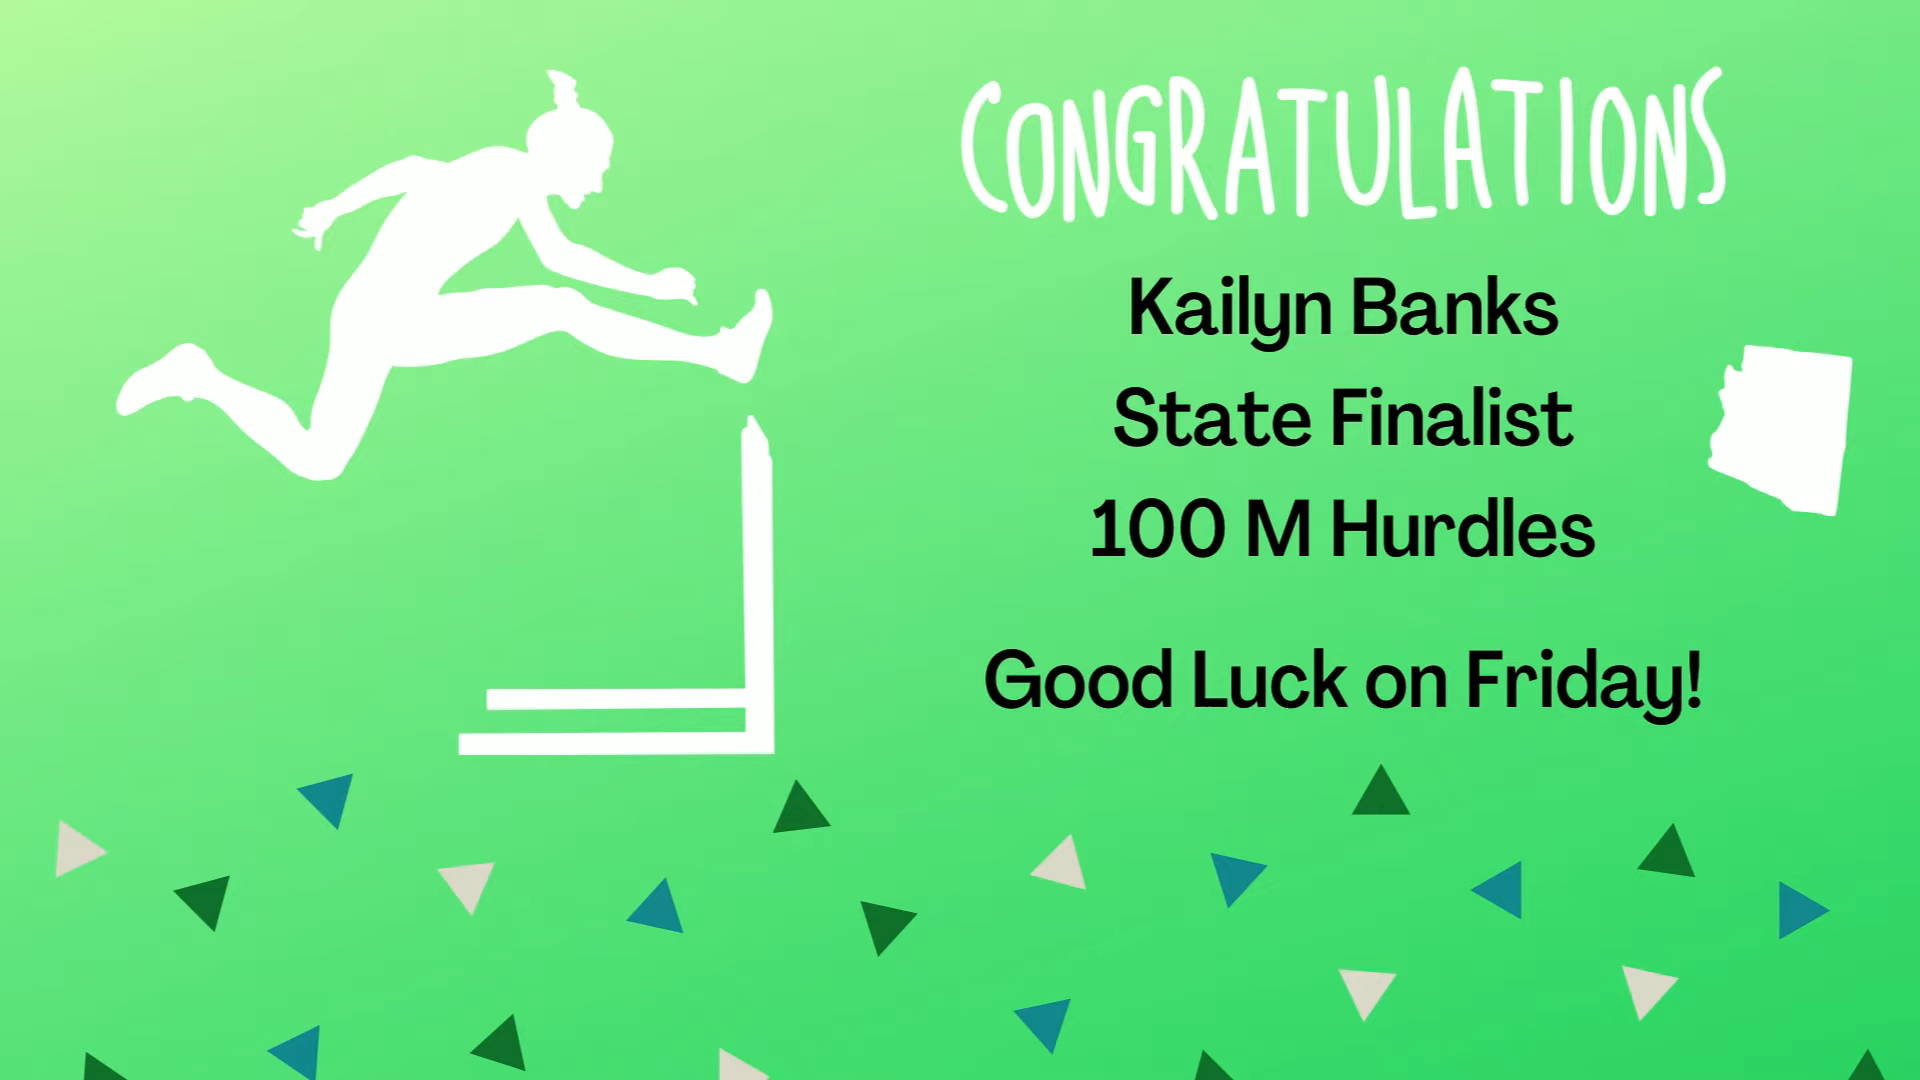 CONGRATULATIONS
Kailyn Banks
State Finalist
100 M Hurdles
Good Luck on Friday!